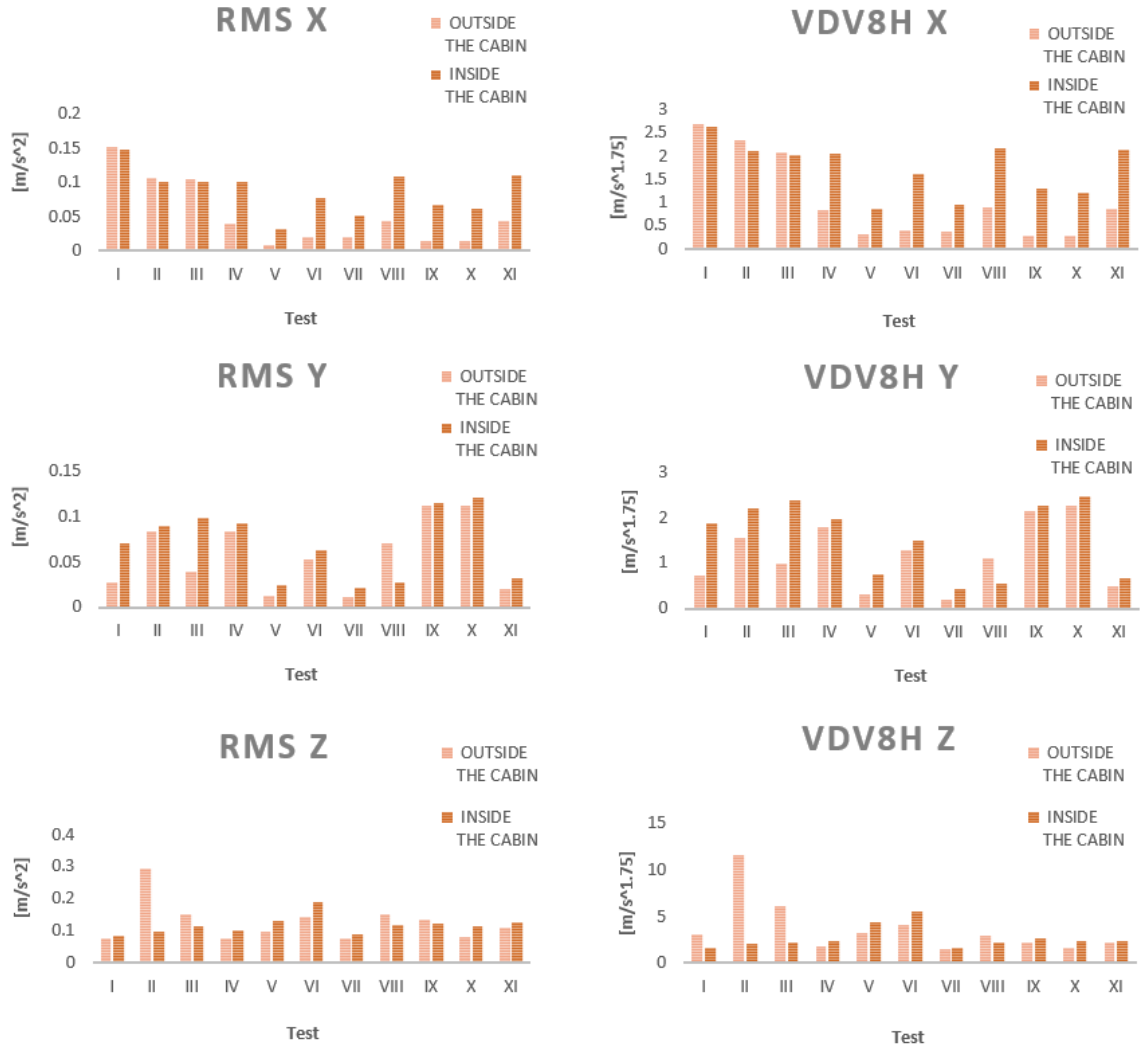 RMS X
OUTSIDE
THE CABIN
INSIDE
THE CABIN
[m/s^2]
0.2
0.15
0.1
0.05
0
I II III IV V VI VII VIII IX X XI
Test
VDV8H X
OUTSIDE
THE CABIN
INSIDE
THE CABIN
[m/s^1.75]
3
2.5
2
1.5
1
0.5
0
I II III IV V VI VII VIII IX X XI
Test
RMS Y
OUTSIDE
THE CABIN
INSIDE
THE CABIN
[m/s^2]
0.15
0.1
0.05
0
I II III IV V VI VII VIII IX X XI
Test
VDV8H Y
OUTSIDE
THE CABIN
INSIDE
THE CABIN
[m/s^1.75]
3
2
1
0
I II III IV V VI VII VIII IX X XI
Test
RMS Z
OUTSIDE
THE CABIN
INSIDE
THE CABIN
[m/s^2]
0.4
0.3
0.2
0.1
0
I II III IV V VI VII VIII IX X XI
Test
VDV8H Z
OUTSIDE
THE CABIN
INSIDE
THE CABIN
[m/s^1.75]
15
10
5
0
I II III IV V VI VII VIII IX X XI
Test